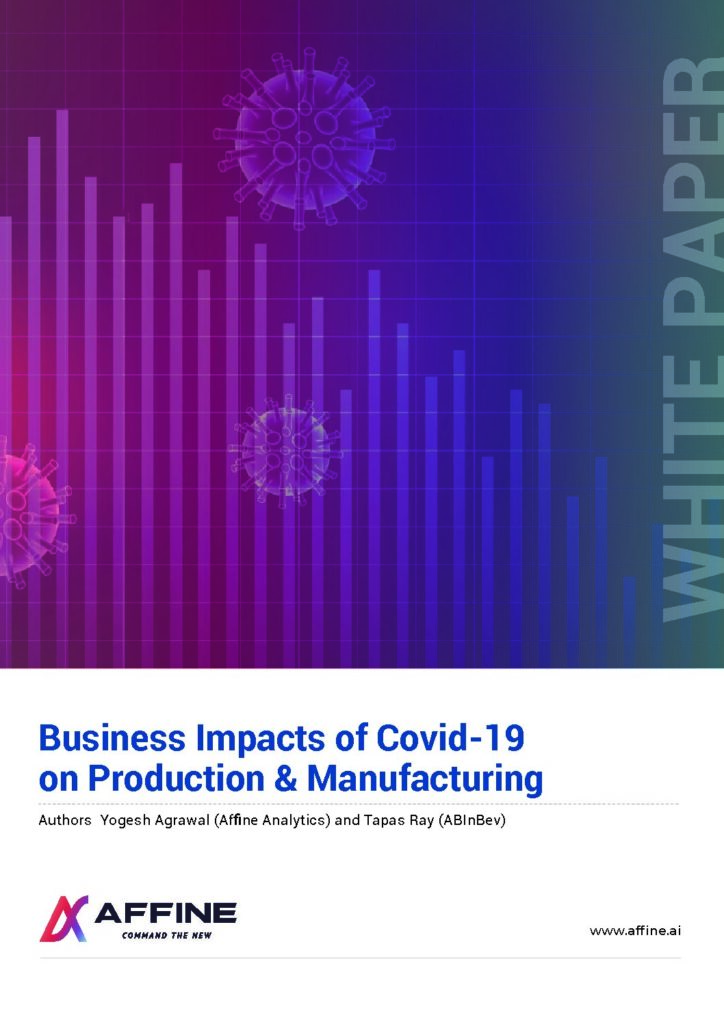 WHITE PAPER
Business Impacts of Covid-19
on Production & Manufacturing
Authors Yogesh Agrawal (Affine Analytics) and Tapas Ray (ABInBev)
AFFINE
COMMAND THE NEW
www.affine.ai